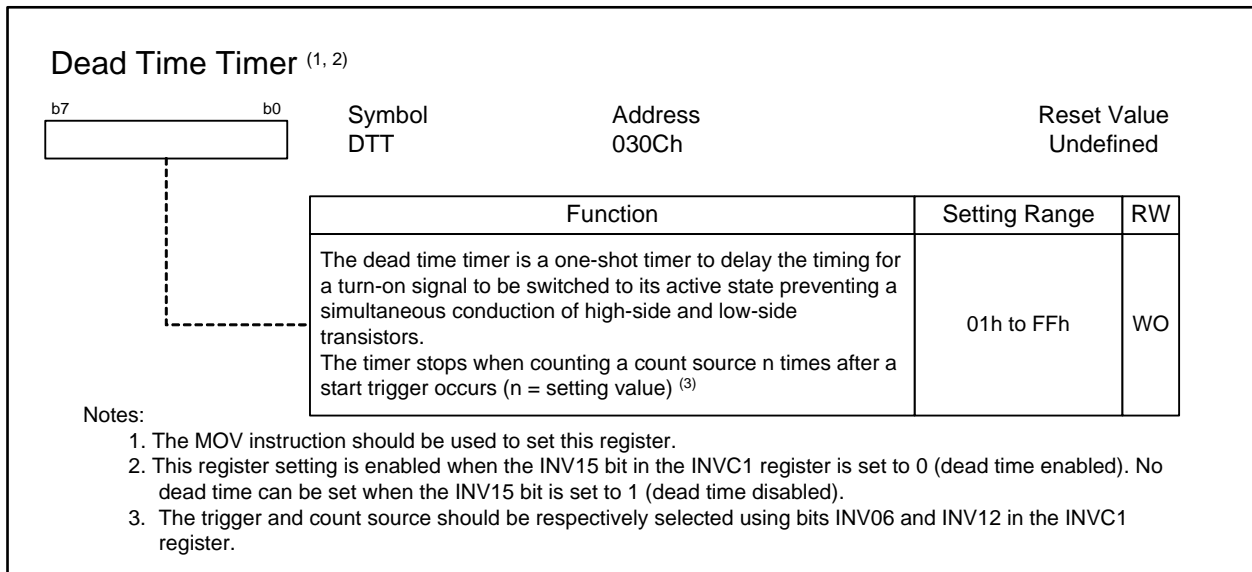 Dead Time Timer (1, 2)
b7 b0
Symbol Address Reset Value
DTT 030Ch Undefined
Function Setting Range RW
The dead time timer is a one-shot timer to delay the timing for
a turn-on signal to be switched to its active state preventing a
simultaneous conduction of high-side and low-side
transistors.
The timer stops when counting a count source n times after a
start trigger occurs (n = setting value) (3)
01h to FFh WO
Notes:
1. The MOV instruction should be used to set this register.
2. This register setting is enabled when the INV15 bit in the INVC1 register is set to 0 (dead time enabled). No
dead time can be set when the INV15 bit is set to 1 (dead time disabled).
3. The trigger and count source should be respectively selected using bits INV06 and INV12 in the INVC1
register.